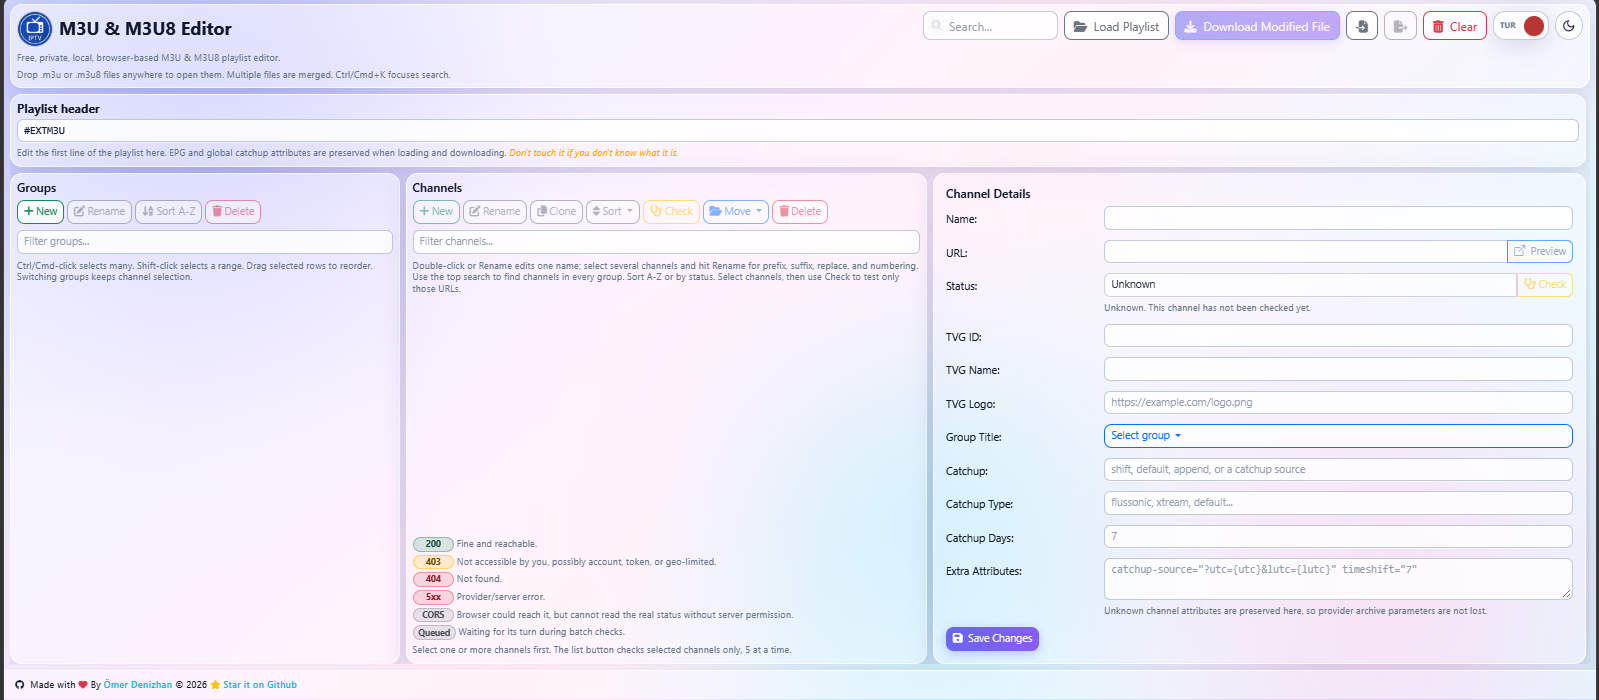 IPTV
M3U & M3U8 Editor
Search...
Load Playlist
Download Modified File
Clear
TUR
Free, private, local, browser-based M3U & M3U8 playlist editor.
Drop .m3u or .m3u8 files anywhere to open them. Multiple files are merged. Ctrl/Cmd+K focuses search.
Playlist header
#EXTM3U
Edit the first line of the playlist here. EPG and global catchup attributes are preserved when loading and downloading. Don't touch it if you don't know what it is.
Groups
New
Rename
Sort A-Z
Delete
Filter groups...
Ctrl/Cmd-click selects many. Shift-click selects a range. Drag selected rows to reorder.
Switching groups keeps channel selection.
Channels
New
Rename
Clone
Sort
Check
Move
Delete
Filter channels...
Double-click or Rename edits one name; select several channels and hit Rename for prefix, suffix, replace, and numbering.
Use the top search to find channels in every group. Sort A-Z or by status. Select channels, then use Check to test only
those URLs.
200 Fine and reachable.
403 Not accessible by you, possibly account, token, or geo-limited.
404 Not found.
5xx Provider/server error.
CORS Browser could reach it, but cannot read the real status without server permission.
Queued Waiting for its turn during batch checks.
Select one or more channels first. The list button checks selected channels only, 5 at a time.
Channel Details
Name:
URL:
Preview
Status:
Unknown
Check
Unknown. This channel has not been checked yet.
TVG ID:
TVG Name:
TVG Logo:
https://example.com/logo.png
Group Title:
Select group
Catchup:
shift, default, append, or a catchup source
Catchup Type:
flussonic, xtream, default...
Catchup Days:
7
Extra Attributes:
catchup-source="?utc={utc}&lutc={lutc}" timeshift="7"
Unknown channel attributes are preserved here, so provider archive parameters are not lost.
Save Changes
Made with ❤ By Ömer Denizhan © 2026 ⭐ Star it on Github